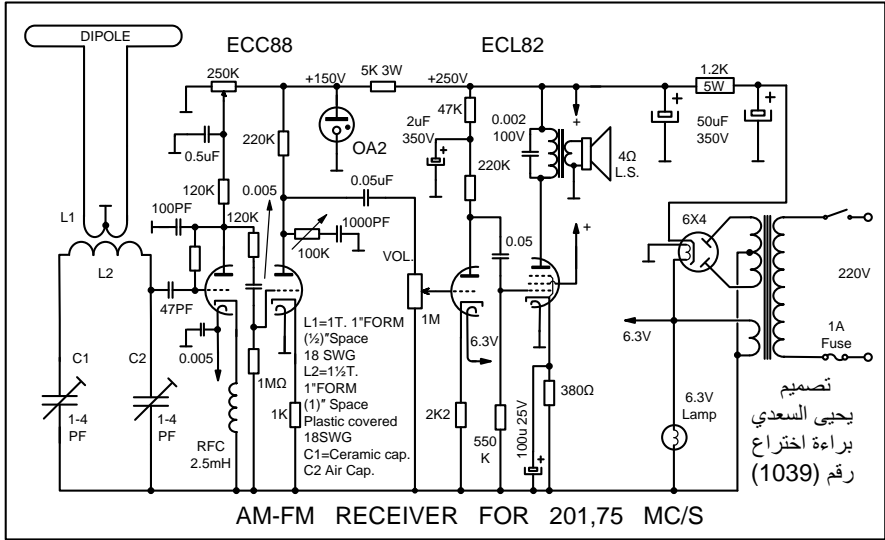 DIPOLE
ECC88
ECL82
250K
+150V
5K 3W
+250V
1.2K
5W
47K
2uF
350V
0.002
100V
50uF
350V
0.5uF
220K
OA2
4Ω
L.S.
220K
120K
0.005
0.05uF
L1
100PF
120K
1000PF
100K
6X4
L2
VOL.
0.05
220V
47PF
1M
6.3V
6.3V
1A
Fuse
C1
C2
0.005
1MΩ
L1=1T. 1"FORM
(½)"Space
18 SWG
L2=1½T.
1"FORM
(1)" Space
Plastic covered
18SWG
C1=Ceramic cap.
C2 Air Cap.
1-4
PF
1-4
PF
RFC
2.5mH
1K
2K2
550
K
100u 25V
380Ω
6.3V
Lamp
تصميم
يحيى السعدي
براءة اختراع
رقم (1039)
AM-FM RECEIVER FOR 201,75 MC/S